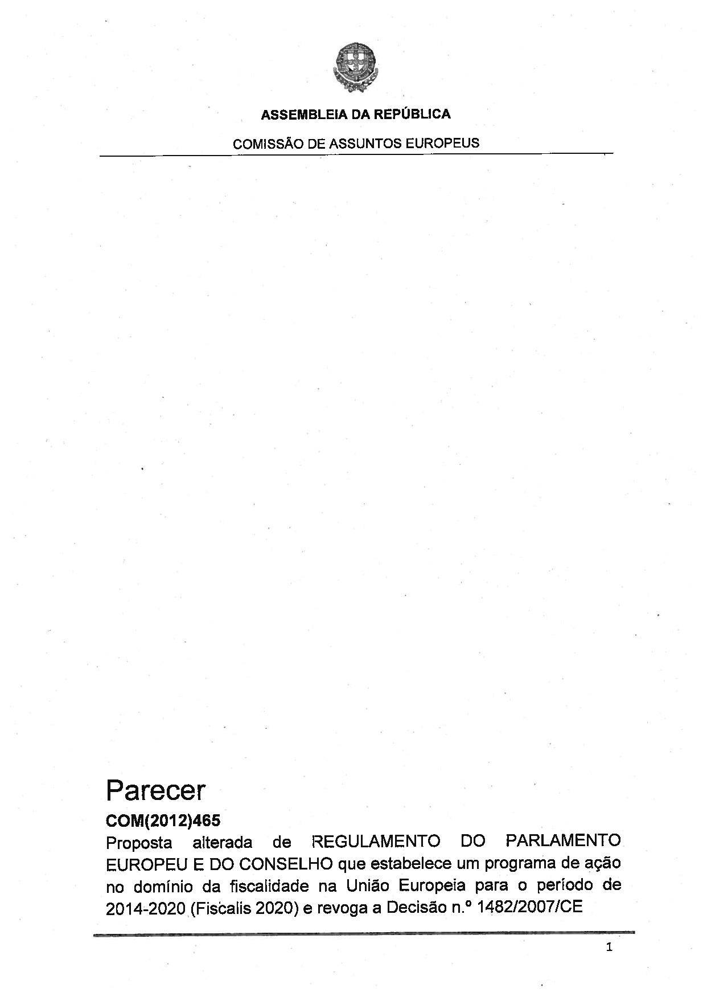 ASSEMBLEIA DA REPÚBLICA
COMISSÃO DE ASSUNTOS EUROPEUS
Parecer
COM(2012)465
Proposta alterada de REGULAMENTO DO PARLAMENTO
EUROPEU E DO CONSELHO que estabelece um programa de ação
no domínio da fiscalidade na União Europeia para o período de
2014-2020 (Fiscalis 2020) e revoga a Decisão n.º 1482/2007/CE
1